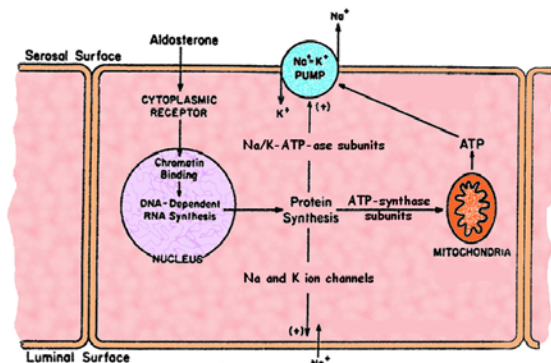 Serosal Surface
Aldosterone
Na⁺
Na⁺-K⁺
PUMP
K⁺
(+)
CYTOPLASMIC
RECEPTOR
Na/K-ATP-ase subunits
ATP
Chromatin
Binding
DNA-Dependent
RNA Synthesis
NUCLEUS
Protein
Synthesis
ATP-synthase
subunits
MITOCHONDRIA
Na and K ion channels
(+)
Na⁺
Luminal Surface